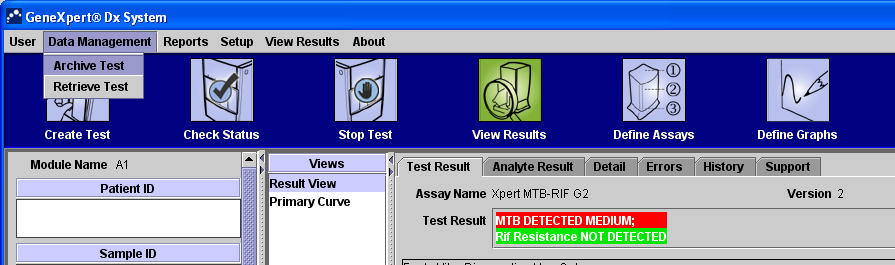 GeneXpert® Dx System
User Data Management Reports Setup View Results About
Archive Test
Retrieve Test
① ② ③
Create Test Check Status Stop Test View Results Define Assays Define Graphs
Module Name A1
Patient ID
Sample ID
Views
Result View
Primary Curve
Test Result Analyte Result Detail Errors History Support
Assay Name Xpert MTB-RIF G2 Version 2
Test Result MTB DETECTED MEDIUM;
Rif Resistance NOT DETECTED